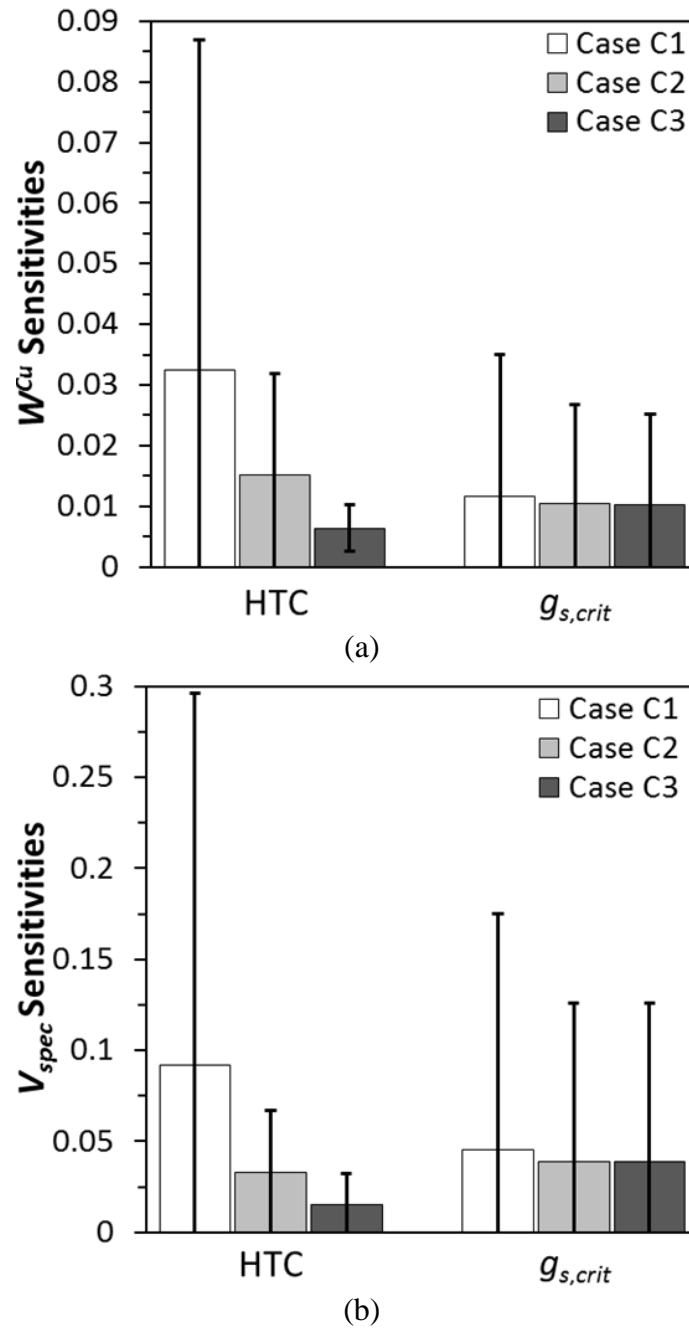 0.09
0.08
0.07
0.06
0.05
0.04
0.03
0.02
0.01
0
W^Cu Sensitivities
Case C1
Case C2
Case C3
HTC
g_s,crit
(a)
0.3
0.25
0.2
0.15
0.1
0.05
0
V_spec Sensitivities
Case C1
Case C2
Case C3
HTC
g_s,crit
(b)